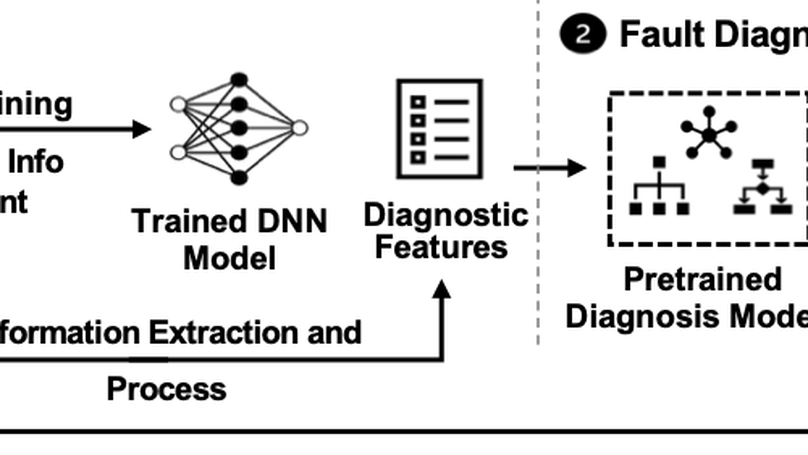 2 Fault Diagn
ining
Info
nt
Trained DNN
Model
Diagnostic
Features
Pretrained
Diagnosis Mode
formation Extraction and
Process